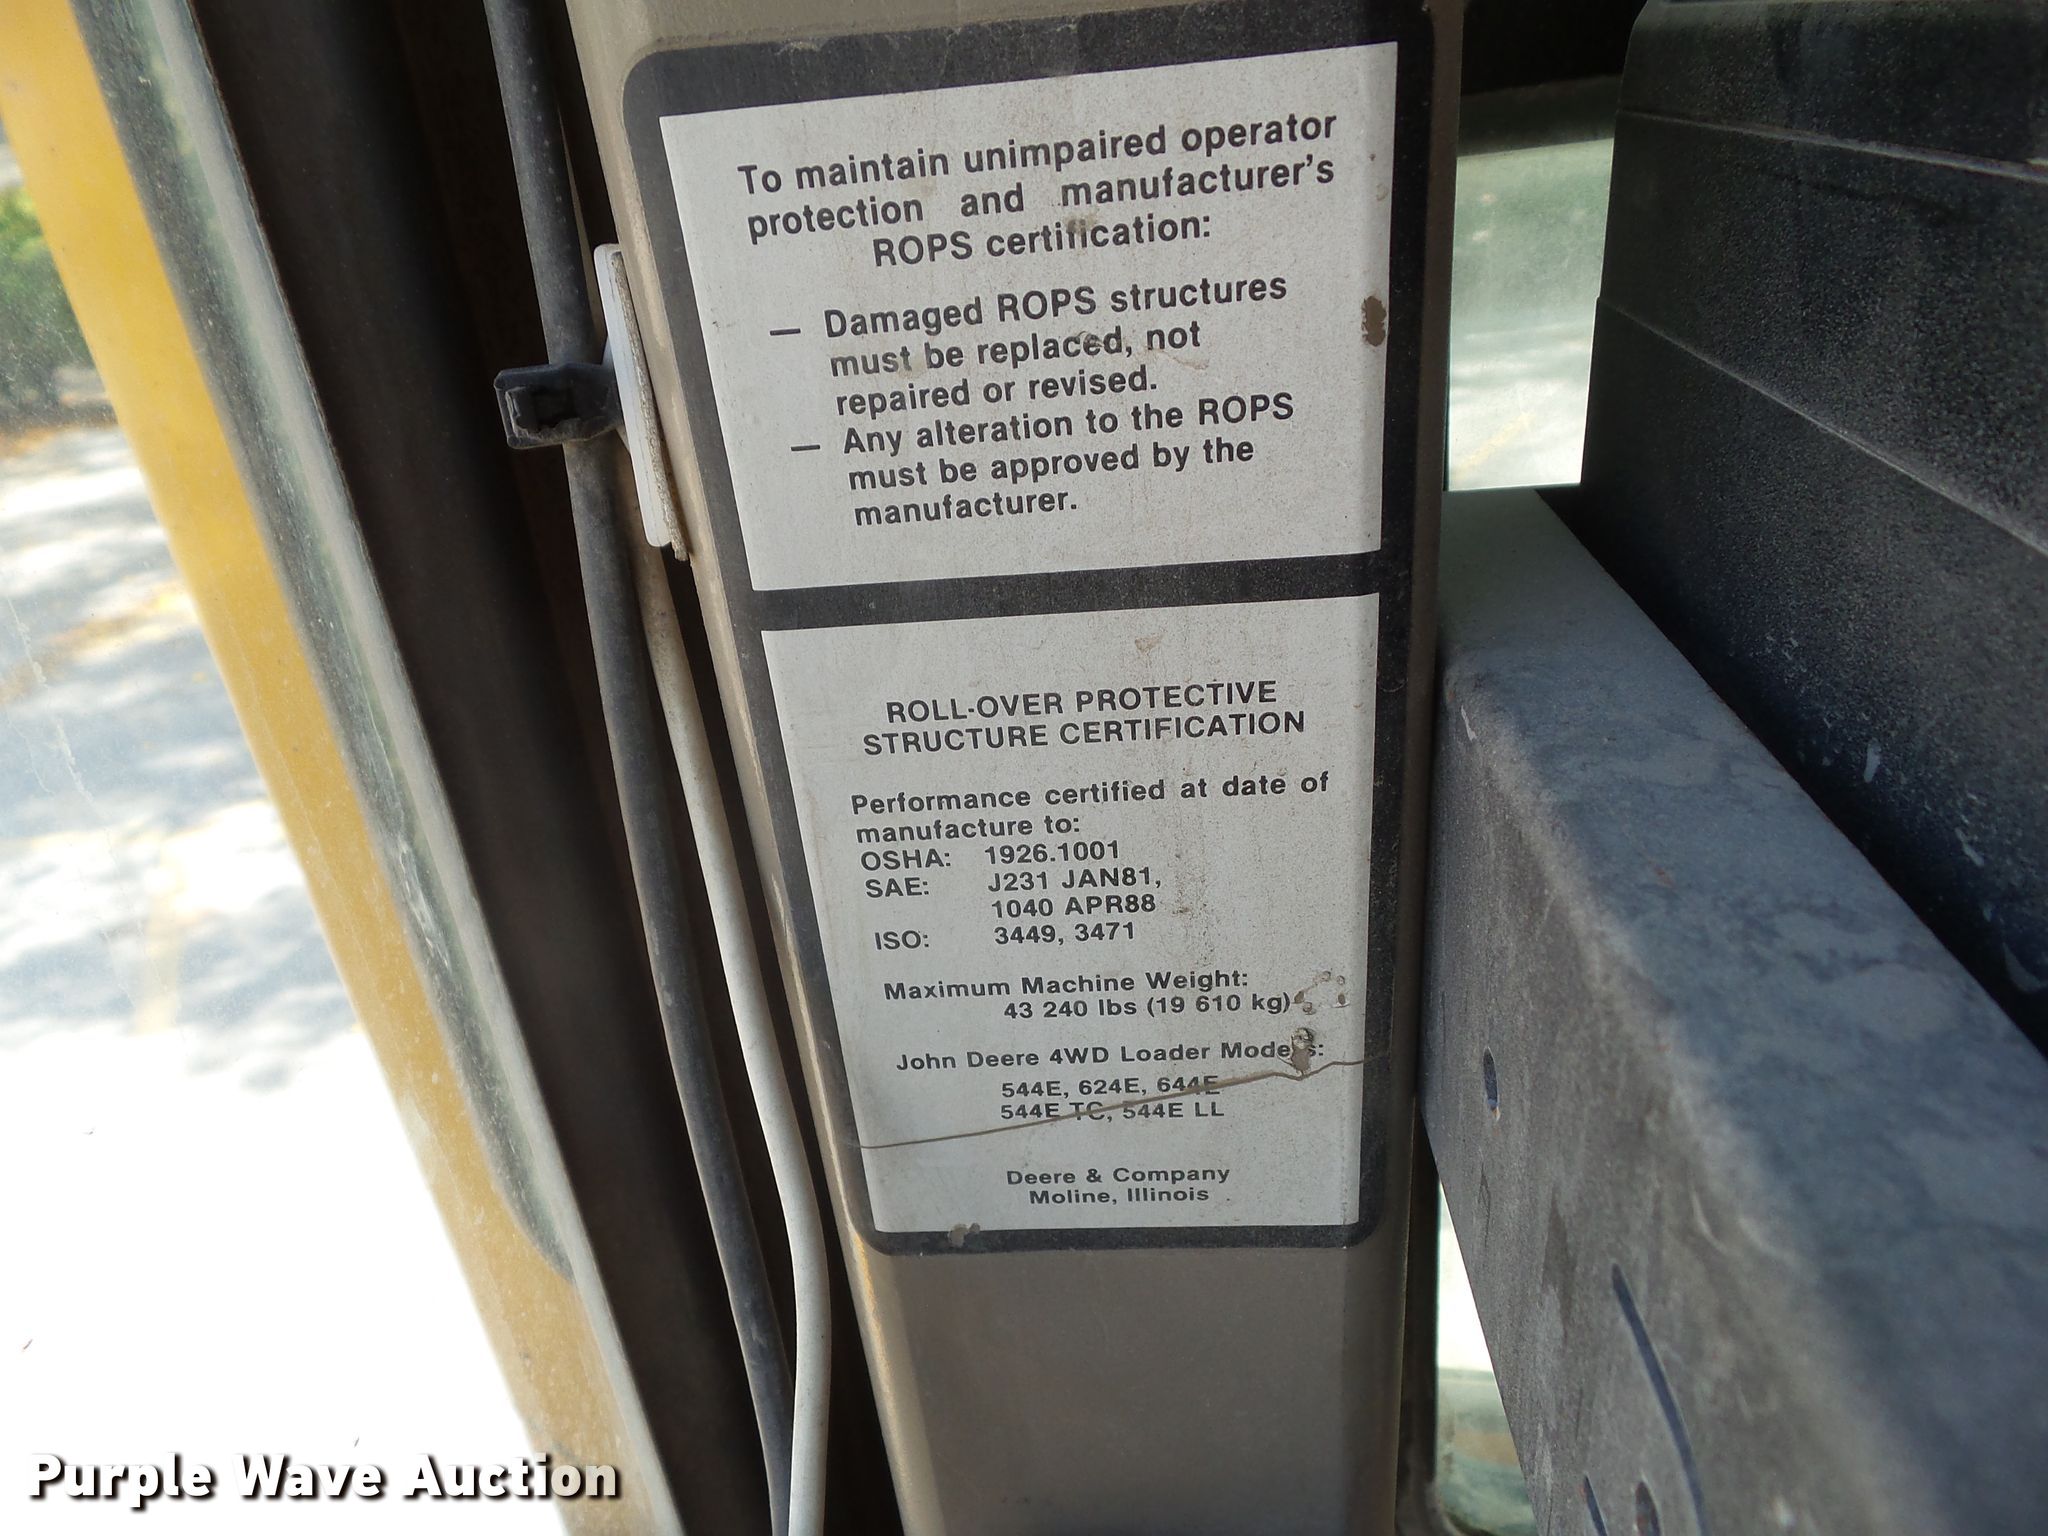 To maintain unimpaired operator
protection and manufacturer's
ROPS certification:
— Damaged ROPS structures
must be replaced, not
repaired or revised.
— Any alteration to the ROPS
must be approved by the
manufacturer.
ROLL-OVER PROTECTIVE
STRUCTURE CERTIFICATION
Performance certified at date of
manufacture to:
OSHA: 1926.1001
SAE: J231 JAN81,
1040 APR88
ISO: 3449, 3471
Maximum Machine Weight:
43 240 lbs (19 610 kg)
John Deere 4WD Loader Models:
544E, 624E, 644E
544E TC, 544E LL
Deere & Company
Moline, Illinois
Purple Wave Auction